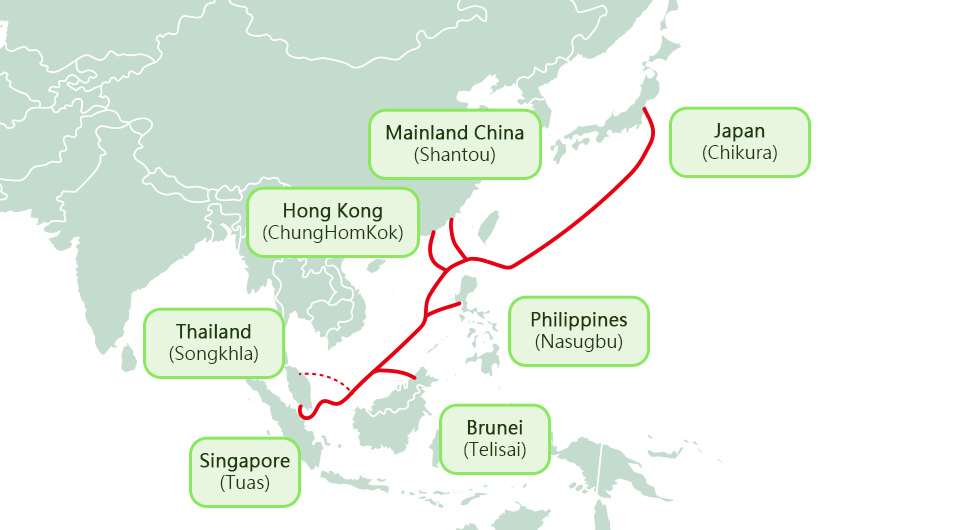 Mainland China
(Shantou)
Japan
(Chikura)
Hong Kong
(ChungHomKok)
Philippines
(Nasugbu)
Thailand
(Songkhla)
Brunei
(Telisai)
Singapore
(Tuas)